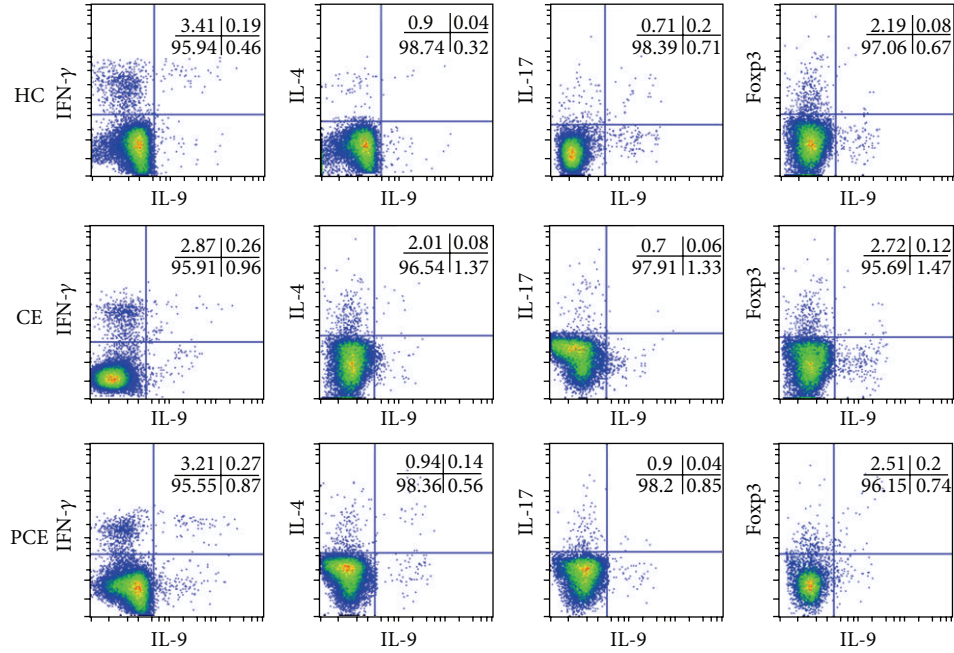 3.41 0.19
95.94 0.46
HC
IFN-γ
IL-9
0.9 0.04
98.74 0.32
IL-4
IL-9
0.71 0.2
98.39 0.71
IL-17
IL-9
2.19 0.08
97.06 0.67
Foxp3
IL-9
2.87 0.26
95.91 0.96
CE
IFN-γ
IL-9
2.01 0.08
96.54 1.37
IL-4
IL-9
0.7 0.06
97.91 1.33
IL-17
IL-9
2.72 0.12
95.69 1.47
Foxp3
IL-9
3.21 0.27
95.55 0.87
PCE
IFN-γ
IL-9
0.94 0.14
98.36 0.56
IL-4
IL-9
0.9 0.04
98.2 0.85
IL-17
IL-9
2.51 0.2
96.15 0.74
Foxp3
IL-9